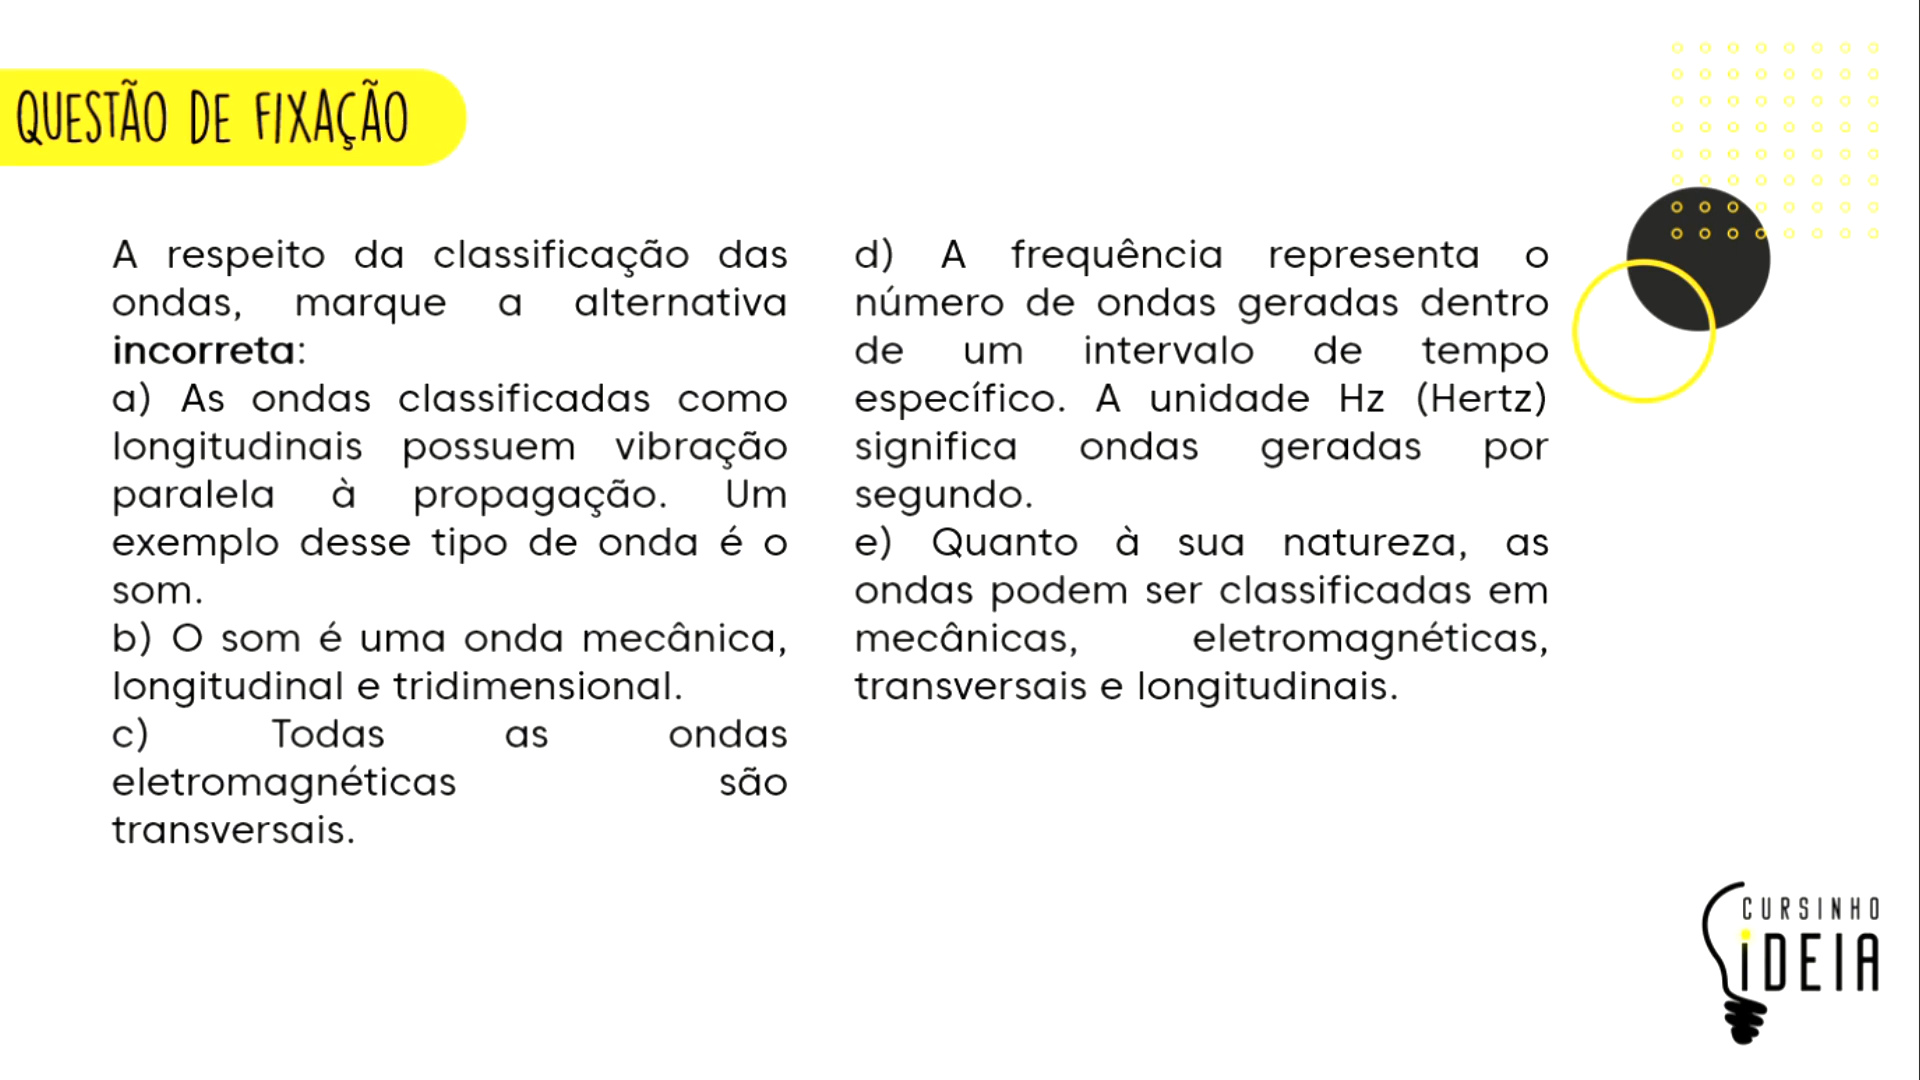 QUESTÃO DE FIXAÇÃO
A respeito da classificação das
ondas, marque a alternativa
incorreta:
a) As ondas classificadas como
longitudinais possuem vibração
paralela à propagação. Um
exemplo desse tipo de onda é o
som.
b) O som é uma onda mecânica,
longitudinal e tridimensional.
c) Todas as ondas
eletromagnéticas são
transversais.
d) A frequência representa o
número de ondas geradas dentro
de um intervalo de tempo
específico. A unidade Hz (Hertz)
significa ondas geradas por
segundo.
e) Quanto à sua natureza, as
ondas podem ser classificadas em
mecânicas, eletromagnéticas,
transversais e longitudinais.
CURSINHO
iDEIA